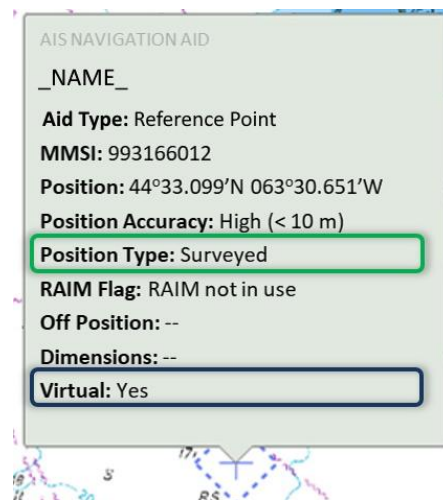 AIS NAVIGATION AID
_NAME_
Aid Type: Reference Point
MMSI: 993166012
Position: 44°33.099’N 063°30.651’W
Position Accuracy: High (< 10 m)
Position Type: Surveyed
RAIM Flag: RAIM not in use
Off Position: --
Dimensions: --
Virtual: Yes
17
S